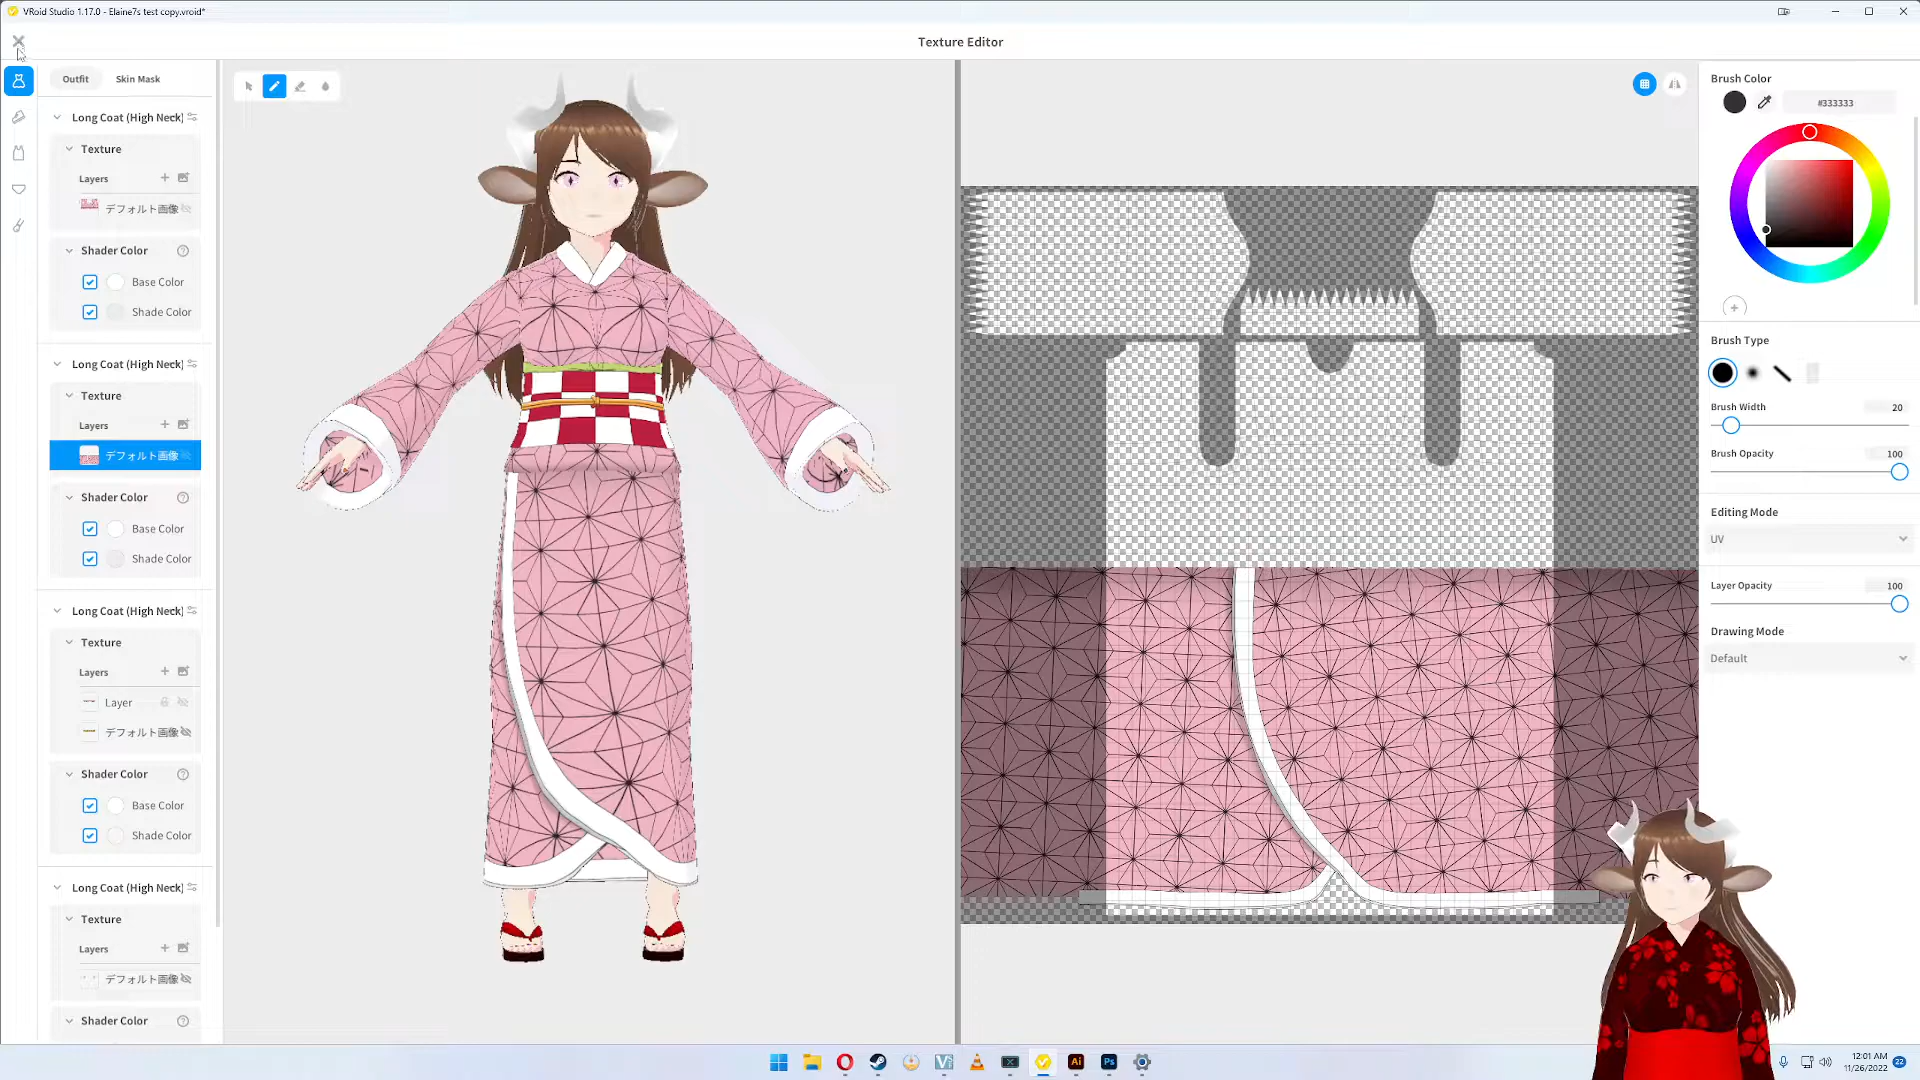 VRoid Studio 1.17.0 - Elaine7s test copy.vroid*
Texture Editor
Outfit
Skin Mask
Long Coat (High Neck)
Texture
Layers
デフォルト画像
Shader Color
Base Color
Shade Color
Long Coat (High Neck)
Texture
Layers
デフォルト画像
Shader Color
Base Color
Shade Color
Long Coat (High Neck)
Texture
Layers
Layer
デフォルト画像
Shader Color
Base Color
Shade Color
Long Coat (High Neck)
Texture
Layers
デフォルト画像
Shader Color
Brush Color
#333333
Brush Type
Brush Width 20
Brush Opacity 100
Editing Mode
UV
Layer Opacity 100
Drawing Mode
Default
Ai
Ps
12:01 AM
11/26/2022
22